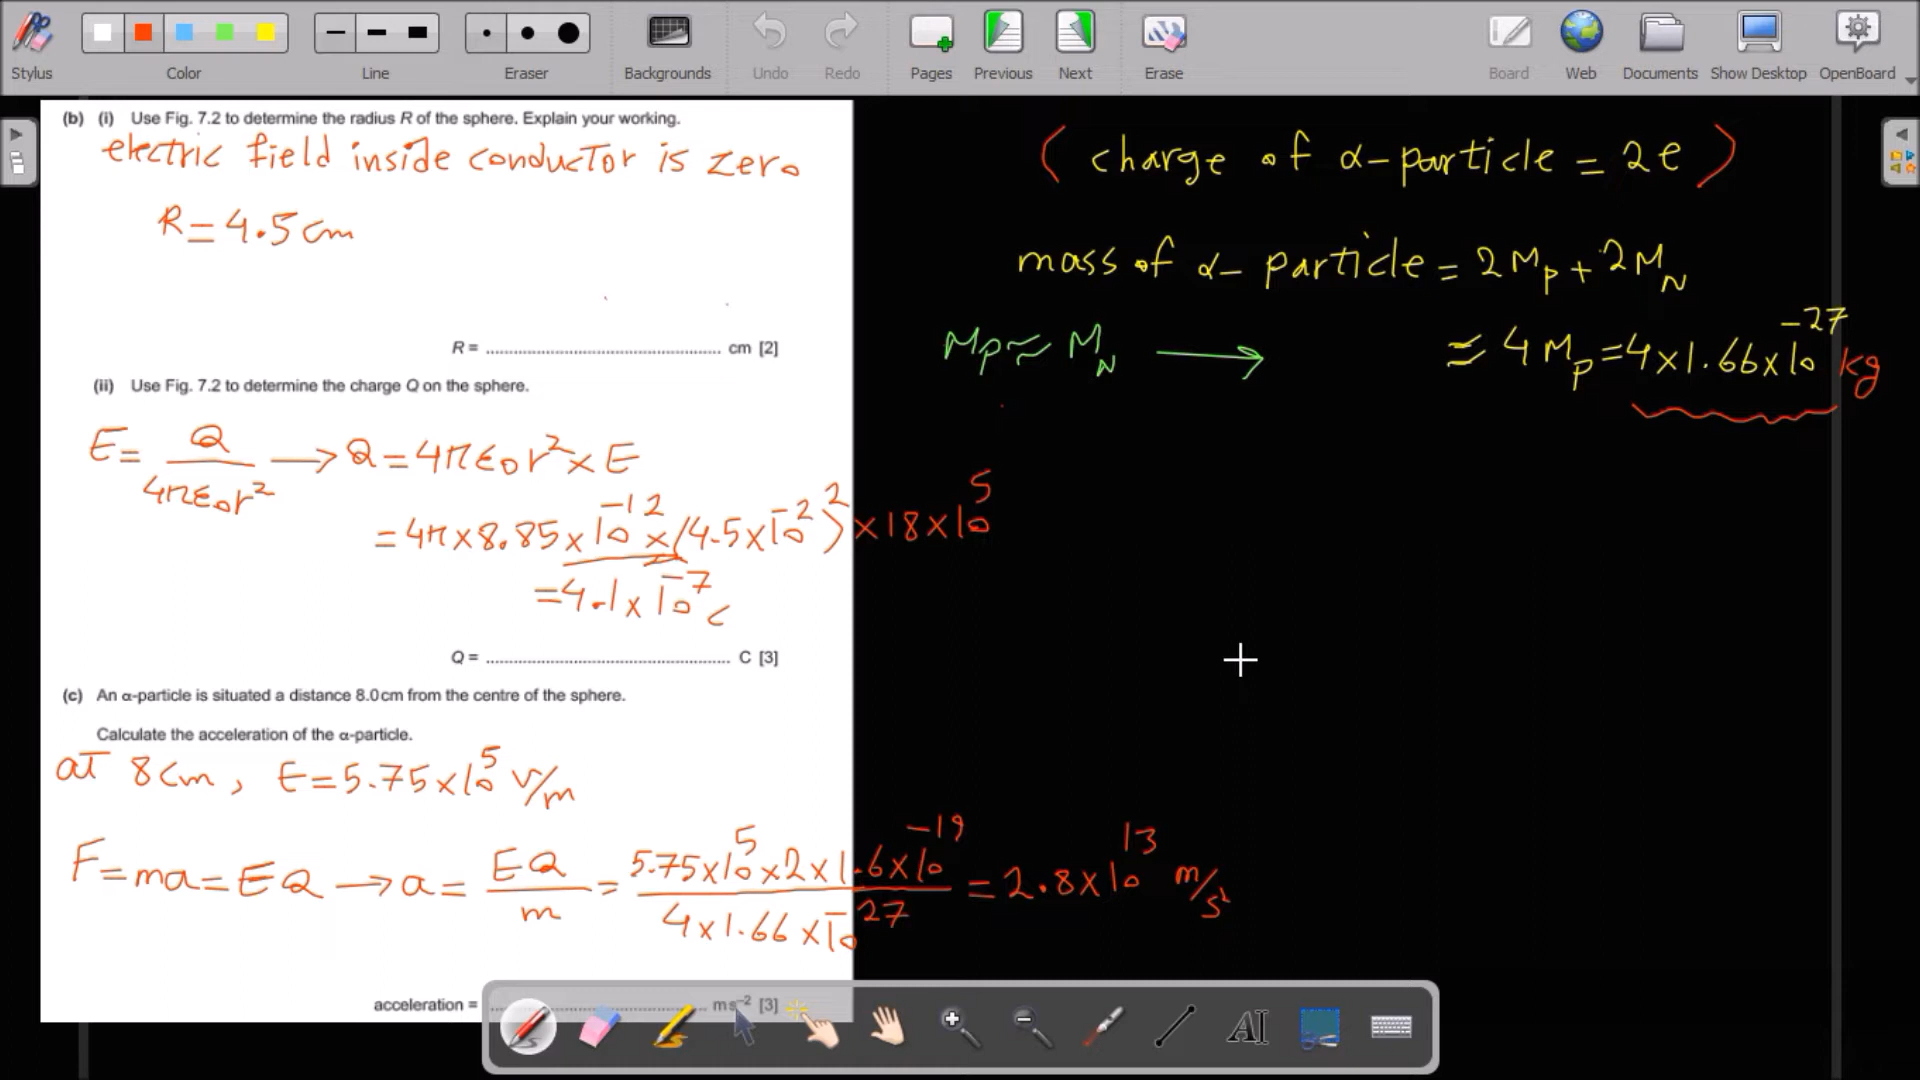 Stylus Color Line Eraser Backgrounds Undo Redo Pages Previous Next Erase Board Web Documents Show Desktop OpenBoard
(b) (i) Use Fig. 7.2 to determine the radius R of the sphere. Explain your working.
electric field inside conductor is zero
R = 4.5 cm
R = .......................................................... cm [2]
(ii) Use Fig. 7.2 to determine the charge Q on the sphere.
E = Q / 4πε₀r² → Q = 4πε₀r² × E
= 4π × 8.85 × 10⁻¹² × (4.5 × 10⁻²)² × 18 × 10⁵
= 4.1 × 10⁻⁷ C
Q = ............................................................ C [3]
(c) An α-particle is situated a distance 8.0 cm from the centre of the sphere.
Calculate the acceleration of the α-particle.
at 8 cm, E = 5.75 × 10⁵ V/m
F = ma = EQ → a = EQ / m = 5.75 × 10⁵ × 2 × 1.6 × 10⁻¹⁹ / 4 × 1.66 × 10⁻²⁷ = 2.8 × 10¹³ m/s²
acceleration = ...................................................... m s⁻² [3]
(charge of α-particle = 2e)
mass of α-particle = 2Mp + 2MN
Mp ≈ MN → ≈ 4Mp = 4 × 1.66 × 10⁻²⁷ kg
AI